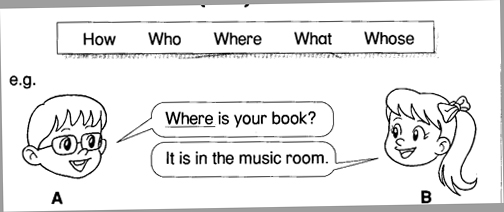 How Who Where What Whose
e.g.
Where is your book?
It is in the music room.
A B